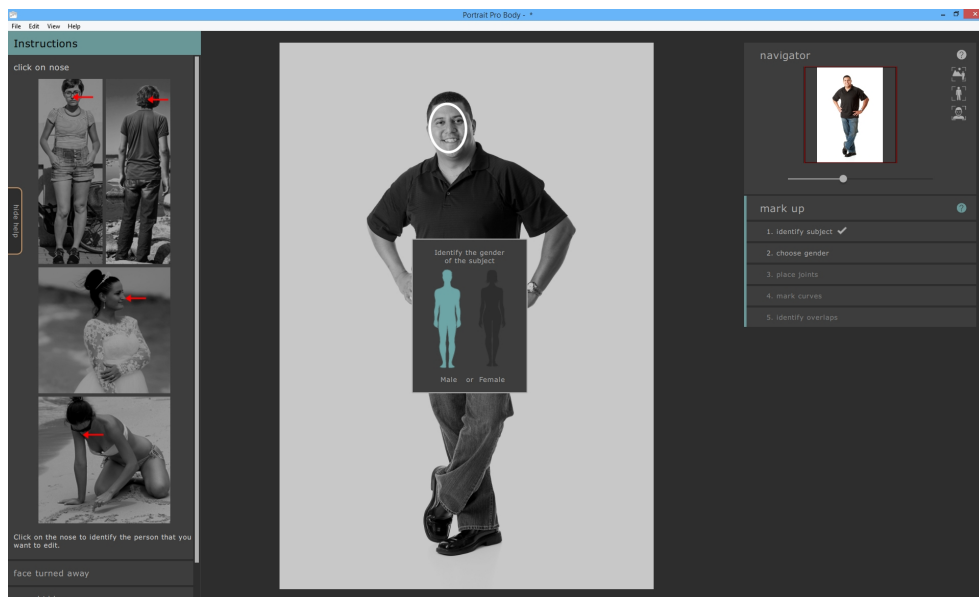 Portrait Pro Body - *
File Edit View Help
Instructions
click on nose
hide help
Click on the nose to identify the person that you
want to edit.
face turned away
Identify the gender
of the subject
Male or Female
navigator
?
mark up
?
1. identify subject
2. choose gender
3. place joints
4. mark curves
5. identify overlaps